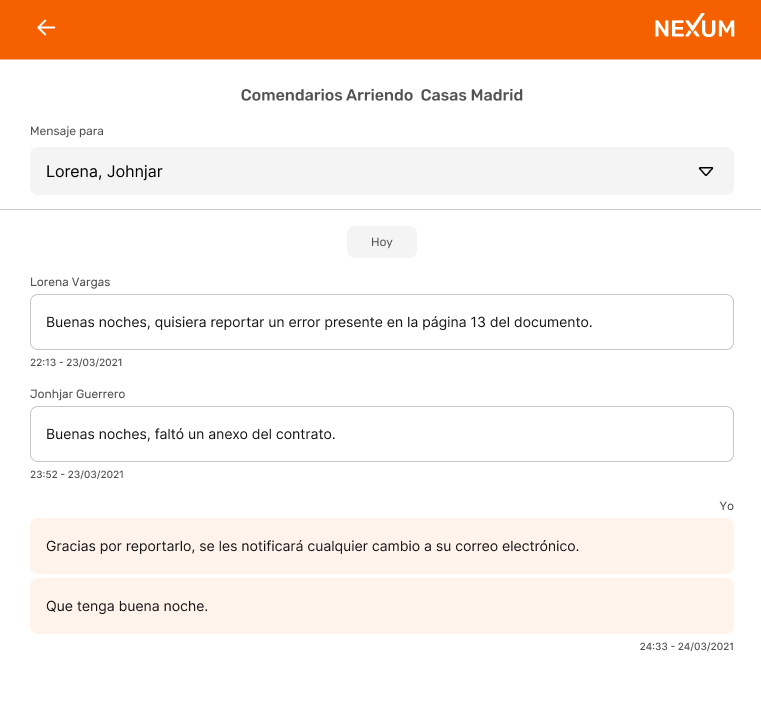 NEXUM
Comendarios Arriendo Casas Madrid
Mensaje para
Lorena, Johnjar
Hoy
Lorena Vargas
Buenas noches, quisiera reportar un error presente en la página 13 del documento.
22:13 - 23/03/2021
Jonhjar Guerrero
Buenas noches, faltó un anexo del contrato.
23:52 - 23/03/2021
Yo
Gracias por reportarlo, se les notificará cualquier cambio a su correo electrónico.
Que tenga buena noche.
24:33 - 24/03/2021